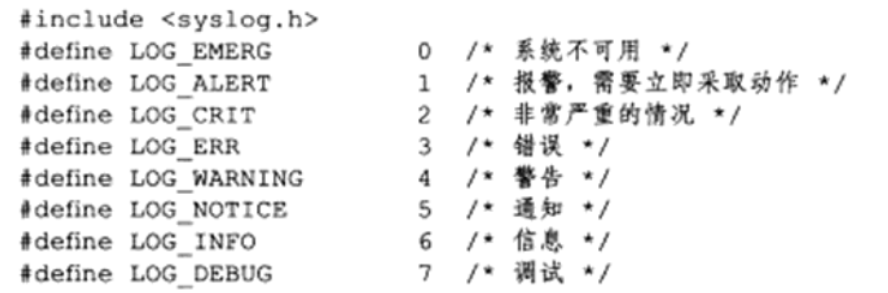 #include <syslog.h>
#define LOG_EMERG 0 /* 系统不可用 */
#define LOG_ALERT 1 /* 报警，需要立即采取动作 */
#define LOG_CRIT 2 /* 非常严重的情况 */
#define LOG_ERR 3 /* 错误 */
#define LOG_WARNING 4 /* 警告 */
#define LOG_NOTICE 5 /* 通知 */
#define LOG_INFO 6 /* 信息 */
#define LOG_DEBUG 7 /* 调试 */